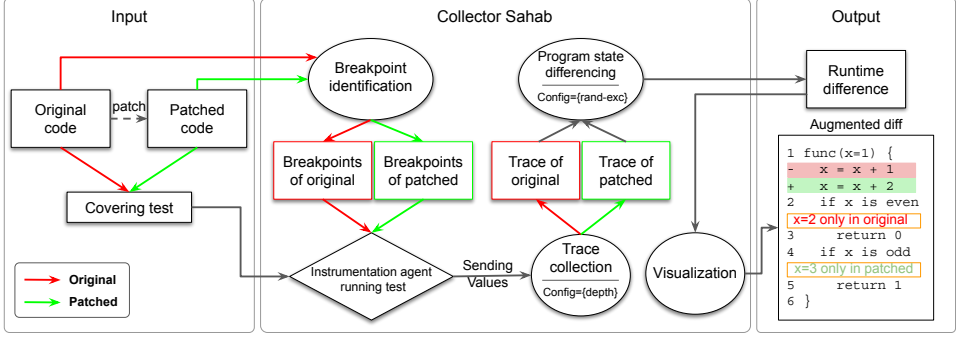 Input
Collector Sahab
Output
Original
code
patch
Patched
code
Covering test
Original
Patched
Breakpoint
identification
Breakpoints
of original
Breakpoints
of patched
Instrumentation agent
running test
Sending
Values
Program state
differencing
Config={rand-exc}
Trace of
original
Trace of
patched
Trace
collection
Config={depth}
Visualization
Runtime
difference
Augmented diff
1 func(x=1) {
-   x = x + 1
+   x = x + 2
2   if x is even
x=2 only in original
3     return 0
4   if x is odd
x=3 only in patched
5     return 1
6 }